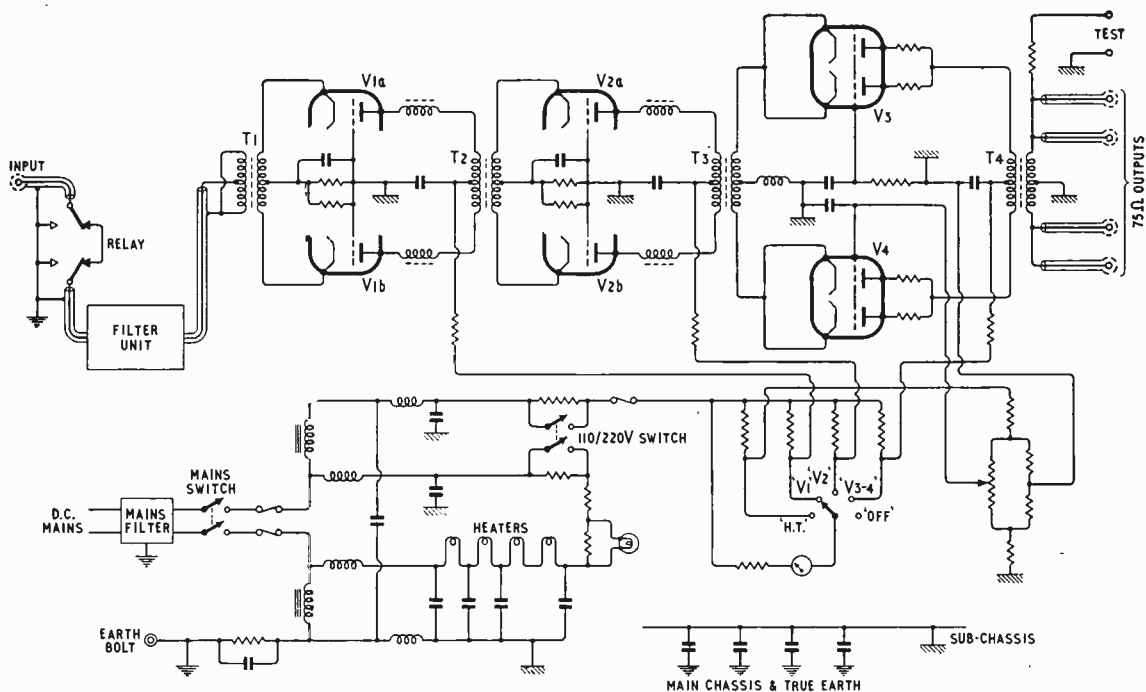 INPUT
RELAY
FILTER
UNIT
T1
V1a
V1b
T2
V2a
V2b
T3
V3
V4
T4
TEST
75Ω OUTPUTS
110/220V SWITCH
MAINS
SWITCH
D.C.
MAINS
MAINS
FILTER
HEATERS
EARTH
BOLT
'V1'
'V2'
'V3-4'
'H.T.'
'OFF'
SUB-CHASSIS
MAIN CHASSIS & TRUE EARTH